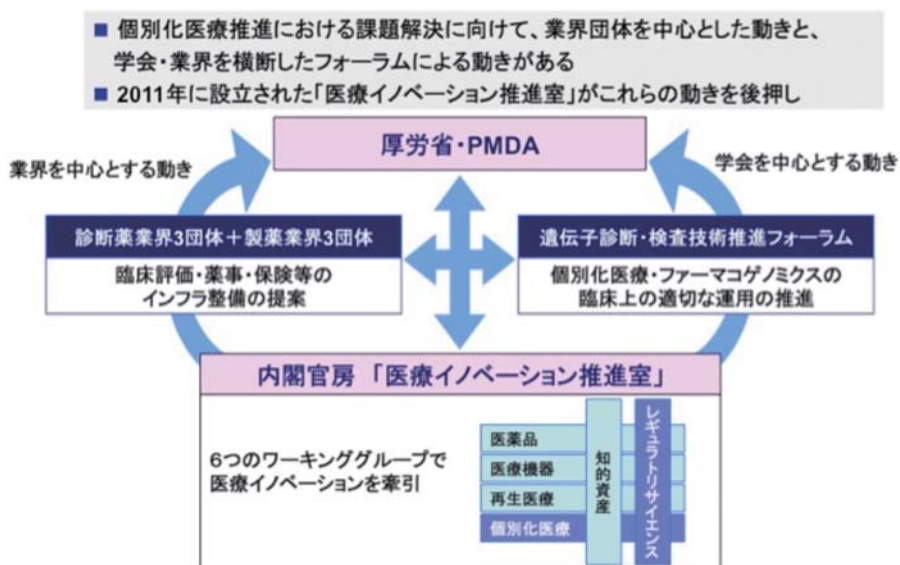 ■ 個別化医療推進における課題解決に向けて、業界団体を中心とした動きと、
学会・業界を横断したフォーラムによる動きがある
■ 2011年に設立された「医療イノベーション推進室」がこれらの動きを後押し
厚労省・PMDA
業界を中心とする動き
学会を中心とする動き
診断薬業界3団体＋製薬業界3団体
臨床評価・薬事・保険等の
インフラ整備の提案
遺伝子診断・検査技術推進フォーラム
個別化医療・ファーマコゲノミクスの
臨床上の適切な運用の推進
内閣官房 「医療イノベーション推進室」
6つのワーキンググループで
医療イノベーションを牽引
医薬品
医療機器
再生医療
個別化医療
知的資産
レギュラトリサイエンス